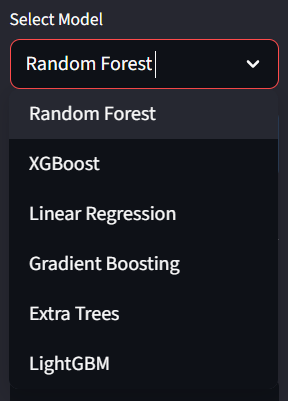 Select Model
Random Forest
Random Forest
XGBoost
Linear Regression
Gradient Boosting
Extra Trees
LightGBM